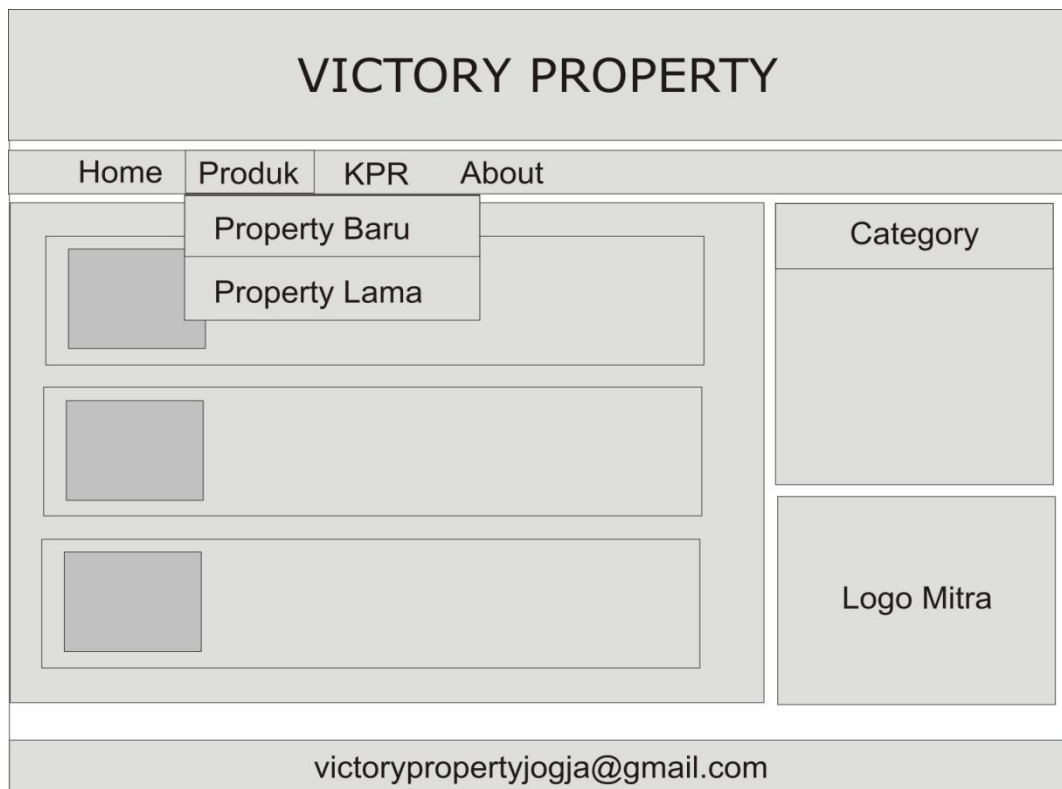 VICTORY PROPERTY
Home Produk KPR About
Property Baru
Property Lama
Category
Logo Mitra
victorypropertyjogja@gmail.com